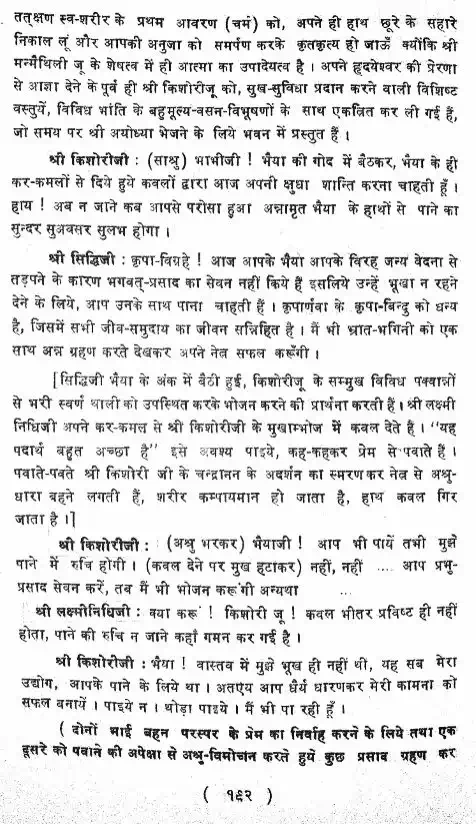 तत्क्षण स्व-शरीर के प्रथम आवरण (चर्म) को, अपने ही हाथ छूरे के सहारे
निकाल लूं और आपकी अनुजा को समर्पण करके कृतकृत्य हो जाऊँ क्योंकि श्री
मन्मैथिली जू के शेषत्व में ही आत्मा का उपादेयत्व है । अपने हृदयेश्वर की प्रेरणा
से आज्ञा देने के पूर्व ही श्री किशोरीजू को, सुख-सुविधा प्रदान करने वाली विशिष्ट
वस्तुयें, विविध भांति के बहुमूल्य-वसन-विभूषणों के साथ एकत्रित कर ली गई हैं,
जो समय पर श्री अयोध्या भेजने के लिये भवन में प्रस्तुत हैं ।
श्री किशोरीजी : (साश्रु) भाभीजी ! भैया की गोद में बैठकर, भैया के ही
कर-कमलों से दिये हुये कवलों द्वारा आज अपनी क्षुधा शान्ति करना चाहती हूँ ।
हाय ! अब न जाने कब आपसे परोसा हुआ अन्नामृत भैया के हाथों से पाने का
सुन्दर सुअवसर सुलभ होगा ।
श्री सिद्धिजी : कृपा-विग्रहे ! आज आपके भैया आपके विरह जन्य वेदना से
तड़पने के कारण भगवत्-प्रसाद का सेवन नहीं किये हैं इसलिये उन्हें भूखा न रहने
देने के लिये, आप उनके साथ पाना चाहती हैं । कृपार्णवा के कृपा-बिन्दु को धन्य
है, जिसमें सभी जीव-समुदाय का जीवन सन्निहित है । मैं भी भ्रात-भगिनी को एक
साथ अन्न ग्रहण करते देखकर अपने नेत्र सफल करूँगी ।
[सिद्धिजी भैया के अंक में बैठी हुई, किशोरीजू के सम्मुख विविध पक्वान्नों
से भरी स्वर्ण थाली को उपस्थित करके भोजन करने की प्रार्थना करती हैं । श्री लक्ष्मी
निधिजी अपने कर-कमल से श्री किशोरीजी के मुखाम्भोज में कवल देते हैं । "यह
पदार्थ बहुत अच्छा है" इसे अवश्य पाइये, कह-कहकर प्रेम से पवाते हैं ।
पवाते-पवते श्री किशोरी जी के चन्द्रानन के अदर्शन का स्मरणकर नेत्र से अश्रु-
धारा बहने लगती हैं, शरीर कम्पायमान हो जाता है, हाथ कवल गिर
जाता है ।]
श्री किशोरीजी : (अश्रु भरकर) भैयाजी ! आप भी पायें तभी मुझे
पाने में रुचि होगी । (कवल देने पर मुख हटाकर) नहीं, नहीं .... आप प्रभु-
प्रसाद सेवन करें, तब मैं भी भोजन करूंगी अन्यथा ....
श्री लक्ष्मीनिधिजी : क्या करूं ! किशोरी जू ! कवल भीतर प्रविष्ट ही नहीं
होता, पाने की रुचि न जाने कहाँ गमन कर गई है ।
श्री किशोरीजी : भैया ! वास्तव में मुझे भूख ही नहीं थी, यह सब मेरा
उद्योग, आपके पाने के लिये था । अतएव आप धैर्य धारणकर मेरी कामना को
सफल बनायें । पाइये न । थोड़ा पाइये । मैं भी पा रही हूँ ।
( दोनों भाई बहन परस्पर के प्रेम का निर्वाह करने के लिये तथा एक
दूसरे को पवाने की अपेक्षा से अश्रु-विमोचन करते हुये कुछ प्रसाद ग्रहण कर
( १९२ )